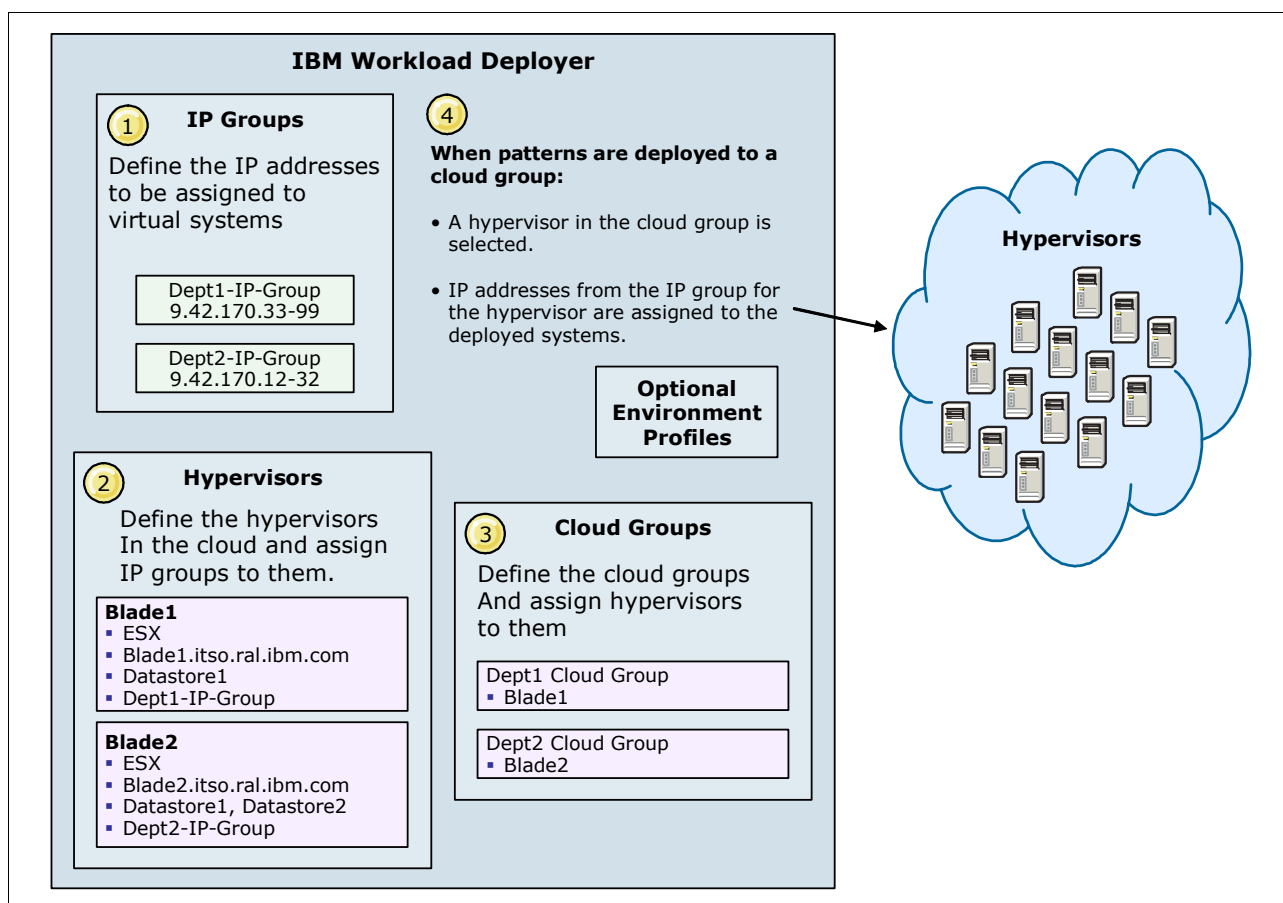 IBM Workload Deployer
1
IP Groups
Define the IP addresses
to be assigned to
virtual systems
Dept1-IP-Group
9.42.170.33-99
Dept2-IP-Group
9.42.170.12-32
2
Hypervisors
Define the hypervisors
In the cloud and assign
IP groups to them.
Blade1
▪ ESX
▪ Blade1.itso.ral.ibm.com
▪ Datastore1
▪ Dept1-IP-Group
Blade2
▪ ESX
▪ Blade2.itso.ral.ibm.com
▪ Datastore1, Datastore2
▪ Dept2-IP-Group
4
When patterns are deployed to a
cloud group:
• A hypervisor in the cloud group is
selected.
• IP addresses from the IP group for
the hypervisor are assigned to the
deployed systems.
Optional
Environment
Profiles
3
Cloud Groups
Define the cloud groups
And assign hypervisors
to them
Dept1 Cloud Group
▪ Blade1
Dept2 Cloud Group
▪ Blade2
Hypervisors